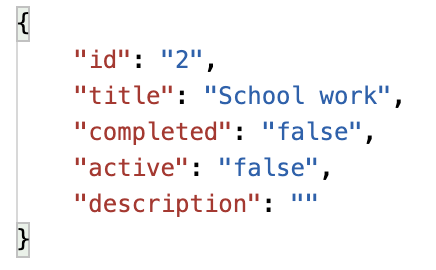 {
"id": "2",
"title": "School work",
"completed": "false",
"active": "false",
"description": ""
}